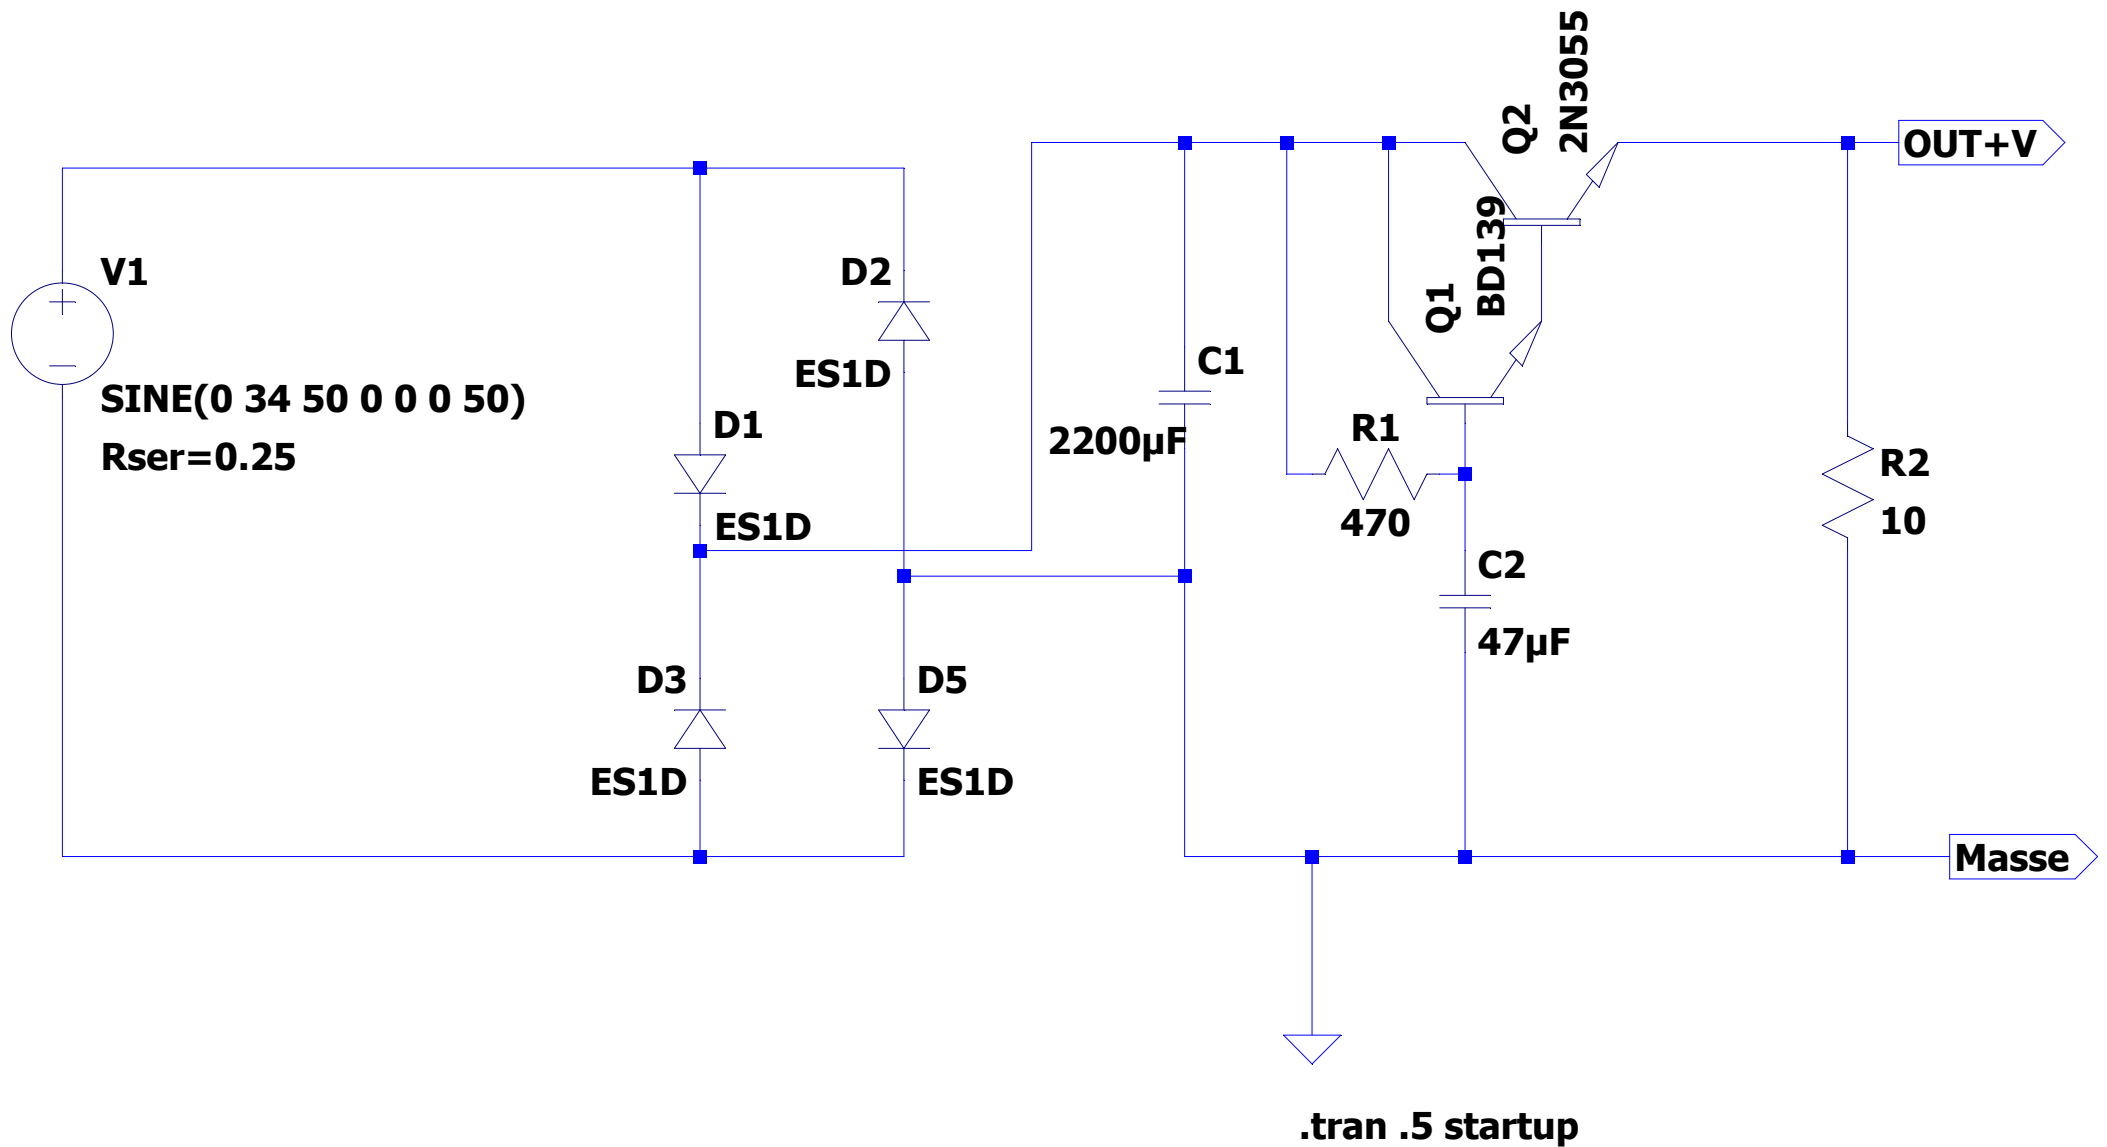 Q2
2N3055
OUT+V
V1
SINE(0 34 50 0 0 0 50)
Rser=0.25
D2
ES1D
D1
ES1D
C1
2200µF
Q1
BD139
R1
470
R2
10
C2
47µF
D3
ES1D
D5
ES1D
Masse
.tran .5 startup